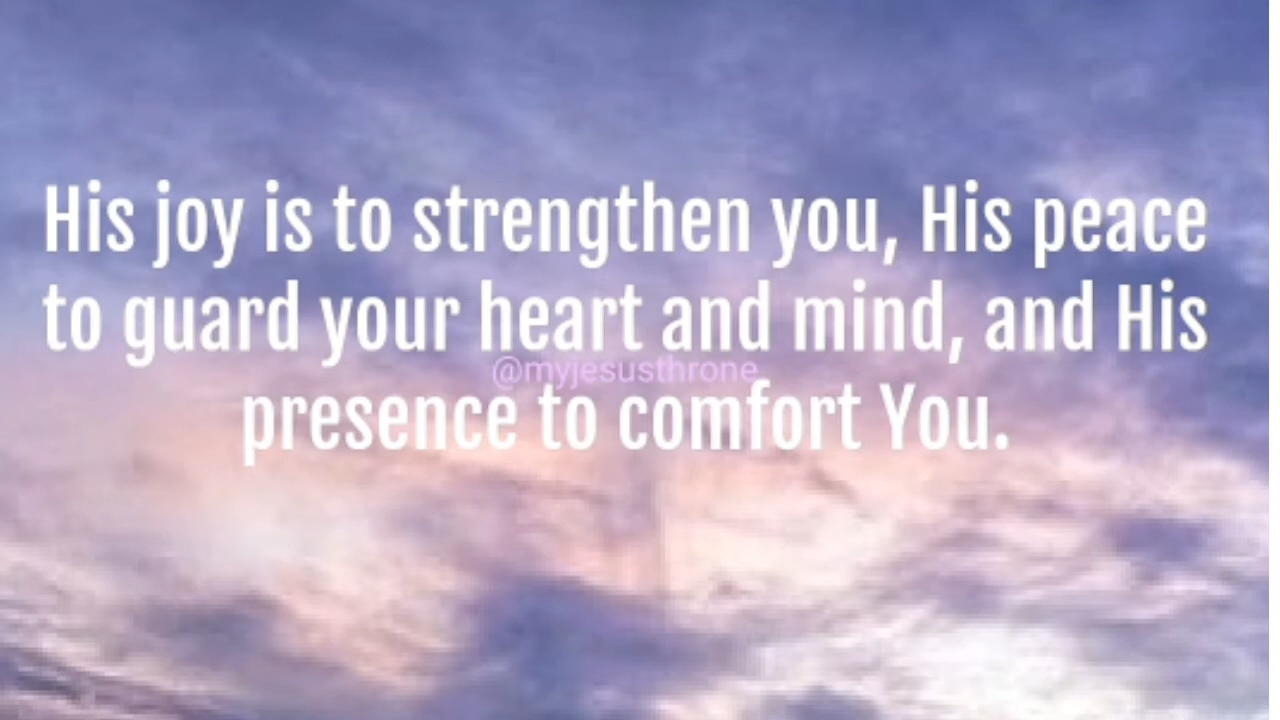 His joy is to strengthen you, His peace
to guard your heart and mind, and His
@myjesusthrone
presence to comfort You.